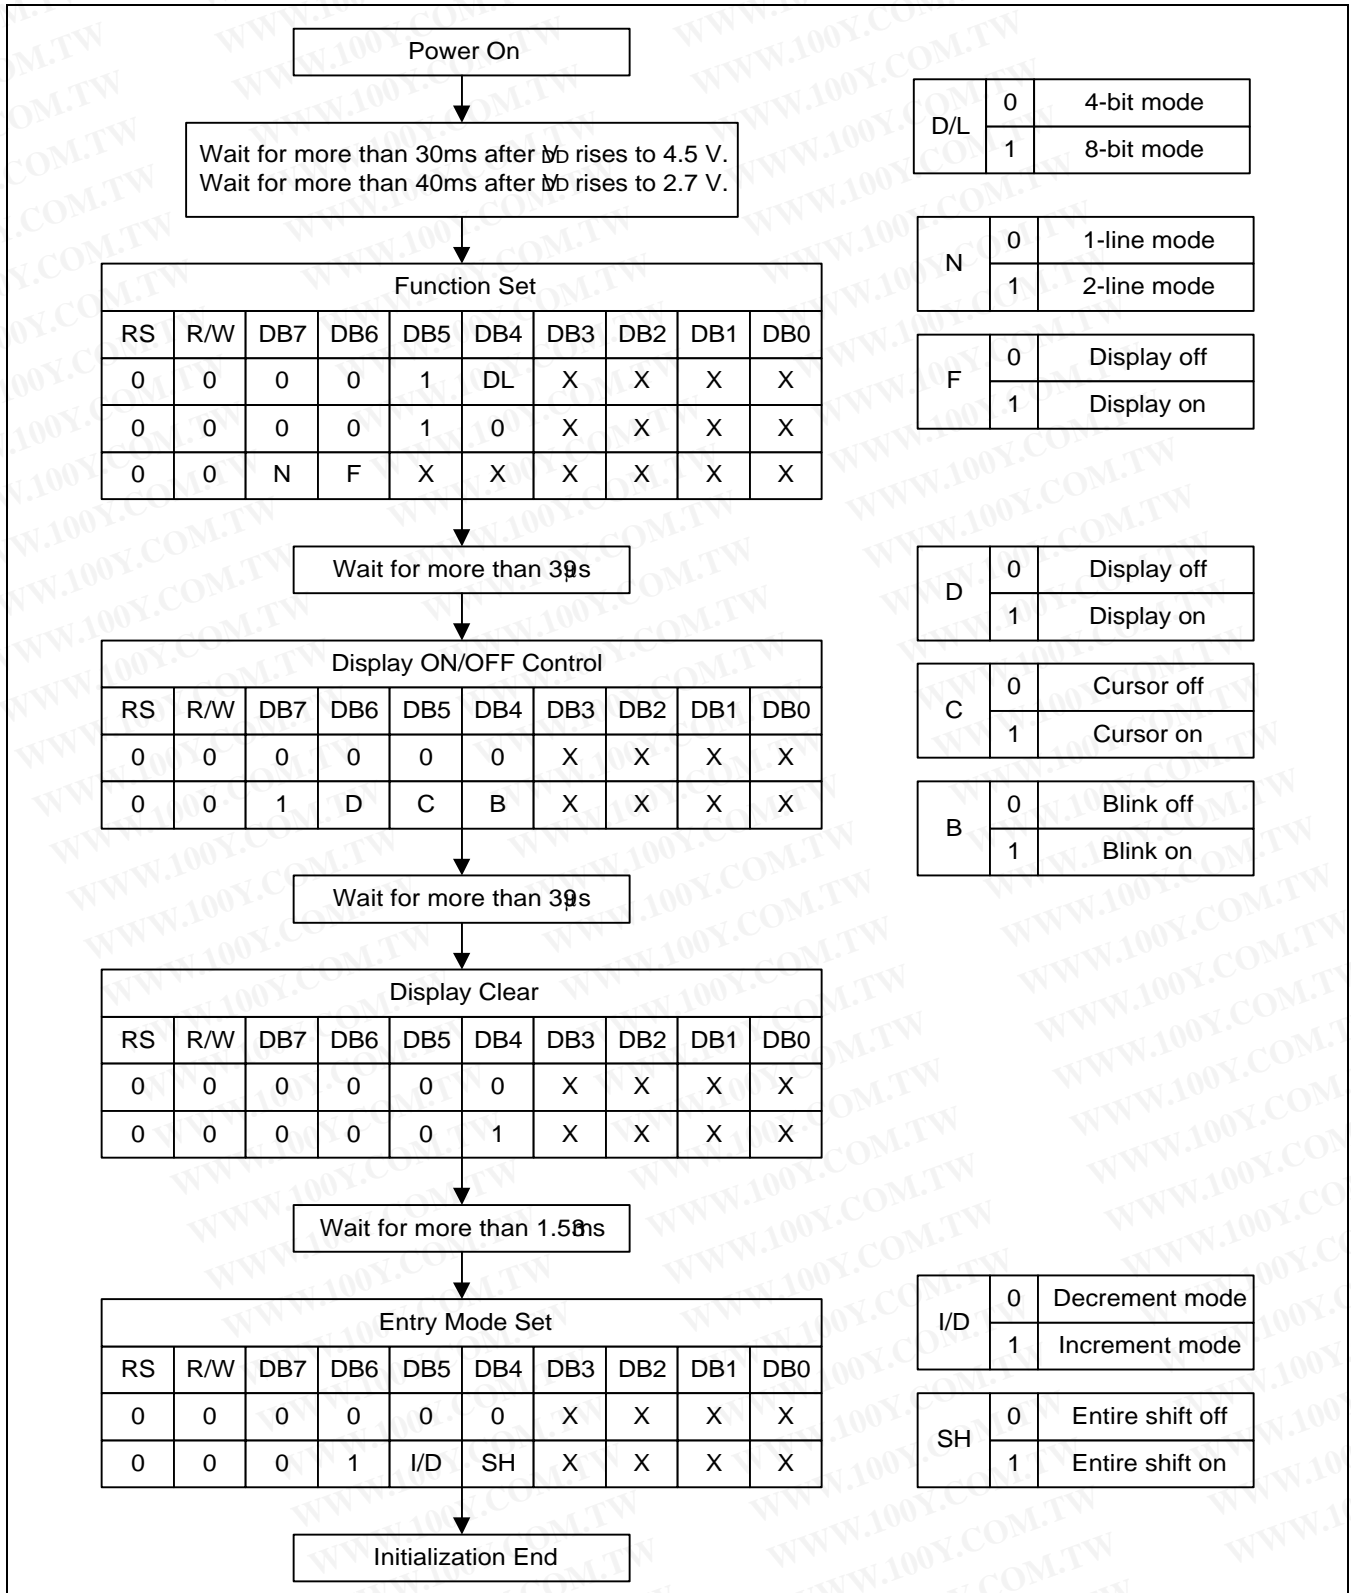 Power On
Wait for more than 30ms after VDD rises to 4.5 V.
Wait for more than 40ms after VDD rises to 2.7 V.
Function Set
RS R/W DB7 DB6 DB5 DB4 DB3 DB2 DB1 DB0
0 0 0 0 1 DL X X X X
0 0 0 0 1 0 X X X X
0 0 N F X X X X X X
Wait for more than 39μs
Display ON/OFF Control
RS R/W DB7 DB6 DB5 DB4 DB3 DB2 DB1 DB0
0 0 0 0 0 0 X X X X
0 0 1 D C B X X X X
Wait for more than 39μs
Display Clear
RS R/W DB7 DB6 DB5 DB4 DB3 DB2 DB1 DB0
0 0 0 0 0 0 X X X X
0 0 0 0 0 1 X X X X
Wait for more than 1.53ms
Entry Mode Set
RS R/W DB7 DB6 DB5 DB4 DB3 DB2 DB1 DB0
0 0 0 0 0 0 X X X X
0 0 0 1 I/D SH X X X X
Initialization End
D/L
0 4-bit mode
1 8-bit mode
N
0 1-line mode
1 2-line mode
F
0 Display off
1 Display on
D
0 Display off
1 Display on
C
0 Cursor off
1 Cursor on
B
0 Blink off
1 Blink on
I/D
0 Decrement mode
1 Increment mode
SH
0 Entire shift off
1 Entire shift on
WWW.100Y.COM.TW